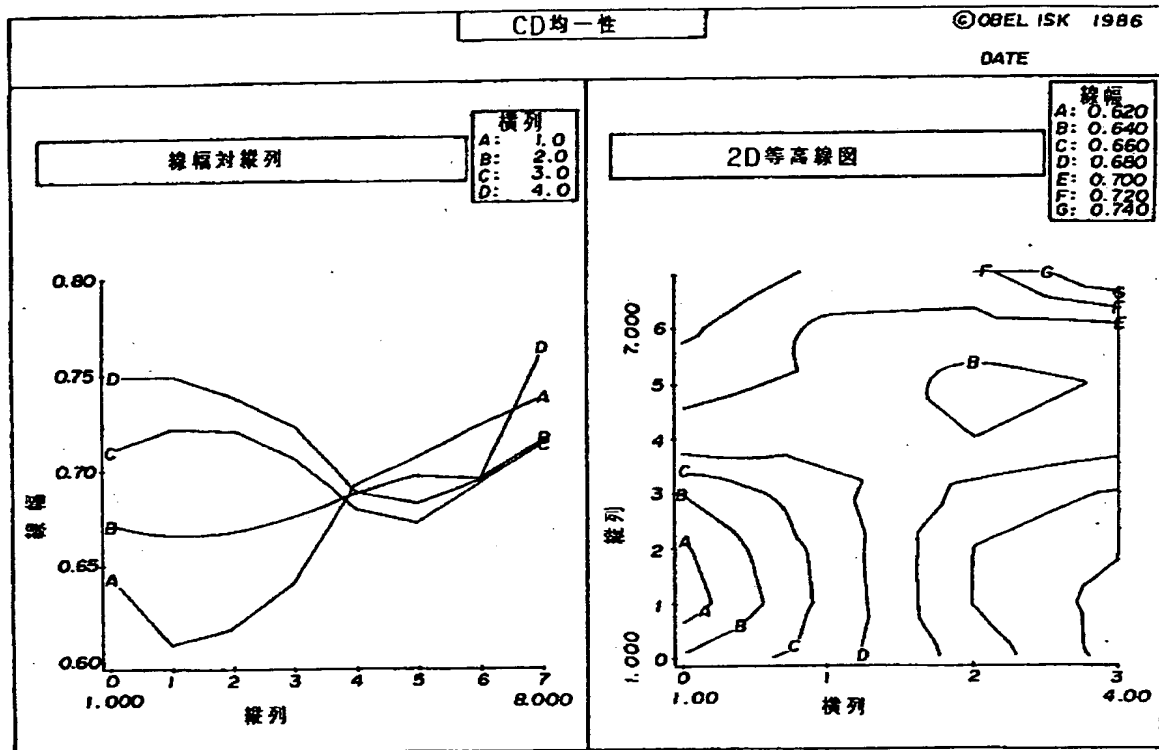 CD均一性
©OBELISK 1986
DATE
線幅対縦列
横列
A: 1.0
B: 2.0
C: 3.0
D: 4.0
0.80
0.75
0.70
0.65
0.60
線幅
D
C
B
A
D
A
B
C
0 1 2 3 4 5 6 7
1.000 8.000
縦列
2D等高線図
線幅
A: 0.620
B: 0.640
C: 0.660
D: 0.680
E: 0.700
F: 0.720
G: 0.740
7.000
縦列
1.000
6
5
4
3
2
1
0
F G
G
F
E
B
C
B
A
A
B
C
D
0 1 2 3
1.00 4.00
横列